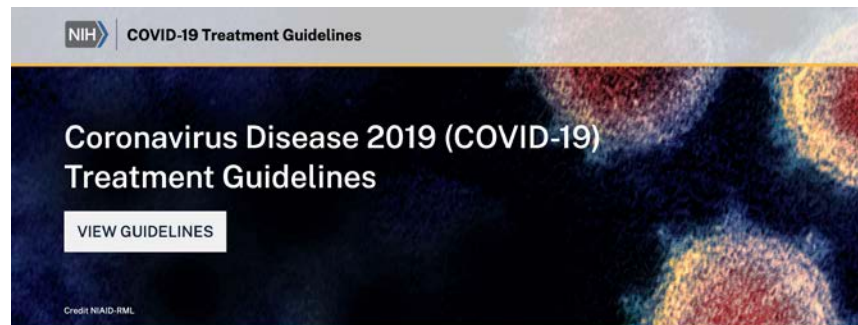 NIH COVID-19 Treatment Guidelines
Coronavirus Disease 2019 (COVID-19)
Treatment Guidelines
VIEW GUIDELINES
Credit NIAID-RML